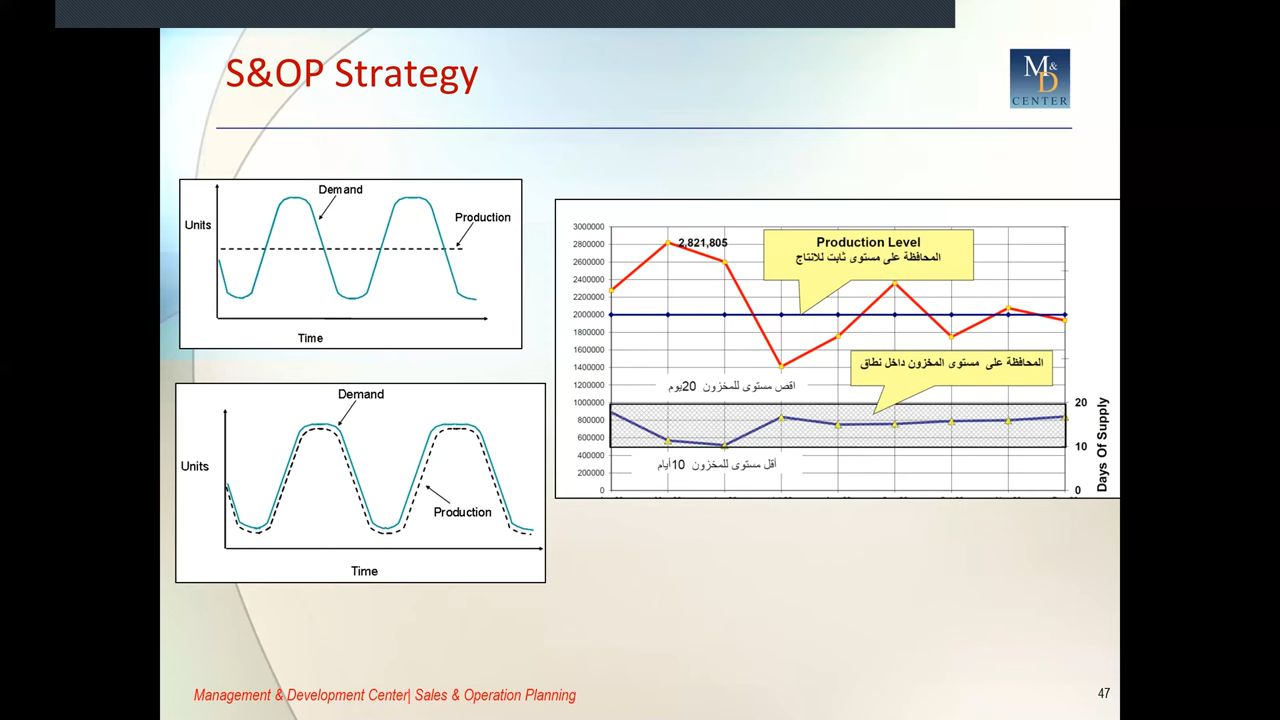 S&OP Strategy
M&D
CENTER
Demand
Units
Production
Time
Demand
Units
Production
Time
3000000
2800000
2600000
2400000
2200000
2000000
1800000
1600000
1400000
1200000
1000000
800000
600000
400000
200000
0
2,821,805
Production Level
المحافظة على مستوى ثابت للانتاج
المحافظة على مستوى المخزون داخل نطاق
اقص مستوى للمخزون 20يوم
أقل مستوى للمخزون 10أيام
20
10
0
Days Of Supply
Management & Development Center| Sales & Operation Planning
47